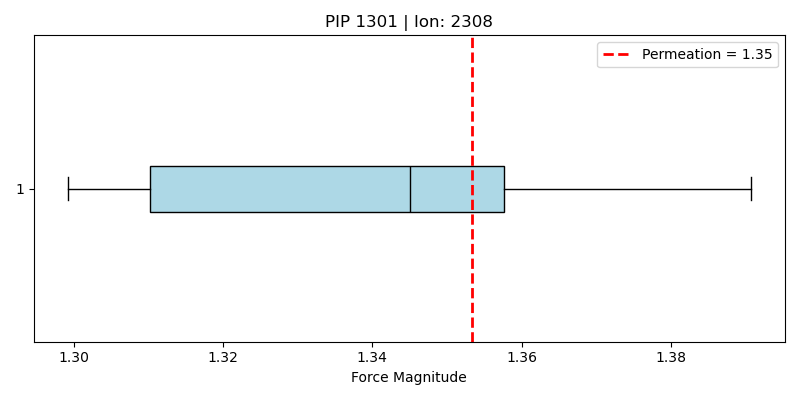 PIP 1301 | Ion: 2308
Permeation = 1.35
1
1.30 1.32 1.34 1.36 1.38
Force Magnitude